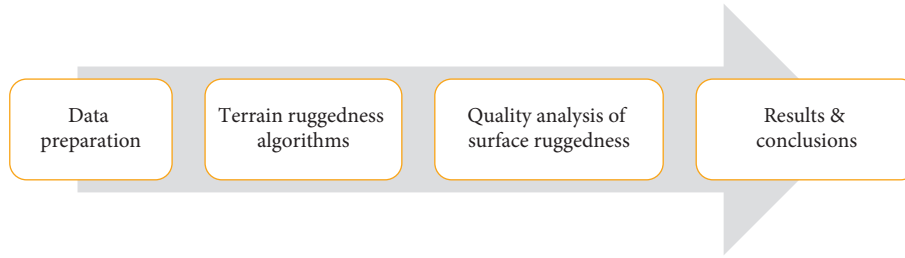 Data
preparation
Terrain ruggedness
algorithms
Quality analysis of
surface ruggedness
Results &
conclusions